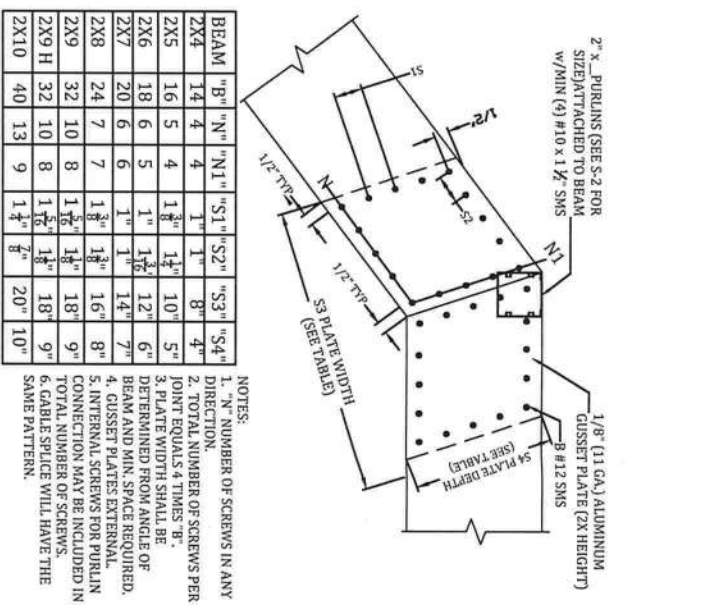 2" x _PURLINS (SEE S-2 FOR
SIZE)ATTACHED TO BEAM
W/MIN (4) #10 x 1 ½" SMS
1/8" (11 GA.) ALUMINUM
GUSSET PLATE (2X HEIGHT)
B #12 SMS
S1
1/2"
S2
N
N1
1/2" TYP
1/2" TYP
S3 PLATE WIDTH
(SEE TABLE)
S4 PLATE DEPTH
(SEE TABLE)
BEAM "B" "N" "N1" "S1" "S2" "S3" "S4"
2X4 14 4 4 1" 1" 8" 4"
2X5 16 5 4 1 3/8" 1 1/4" 10" 5"
2X6 18 6 5 1" 1 3/16" 12" 6"
2X7 20 6 6 1" 1" 14" 7"
2X8 24 7 7 1 3/8" 1 3/8" 16" 8"
2X9 32 10 8 1 5/16" 1 1/8" 18" 9"
2X9 H 32 10 8 1 5/16" 1 1/8" 18" 9"
2X10 40 13 9 1 1/4" 7/8" 20" 10"
NOTES:
1. "N" NUMBER OF SCREWS IN ANY
DIRECTION.
2. TOTAL NUMBER OF SCREWS PER
JOINT EQUALS 4 TIMES "B".
3. PLATE WIDTH SHALL BE
DETERMINED FROM ANGLE OF
BEAM AND MIN. SPACE REQUIRED.
4. GUSSET PLATES EXTERNAL.
5. INTERNAL SCREWS FOR PURLIN
CONNECTION MAY BE INCLUDED IN
TOTAL NUMBER OF SCREWS.
6. GABLE SPLICE WILL HAVE THE
SAME PATTERN.